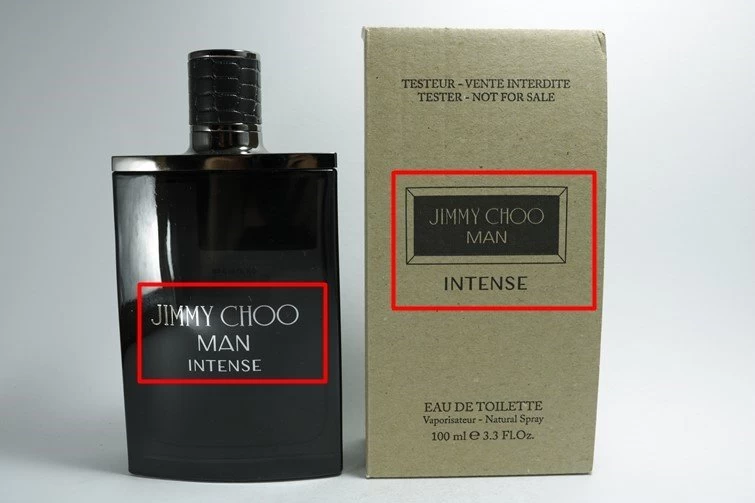 JIMMY CHOO
MAN
INTENSE
TESTEUR - VENTE INTERDITE
TESTER - NOT FOR SALE
JIMMY CHOO
MAN
INTENSE
EAU DE TOILETTE
Vaporisateur - Natural Spray
100 ml ℮ 3.3 Fl.Oz.